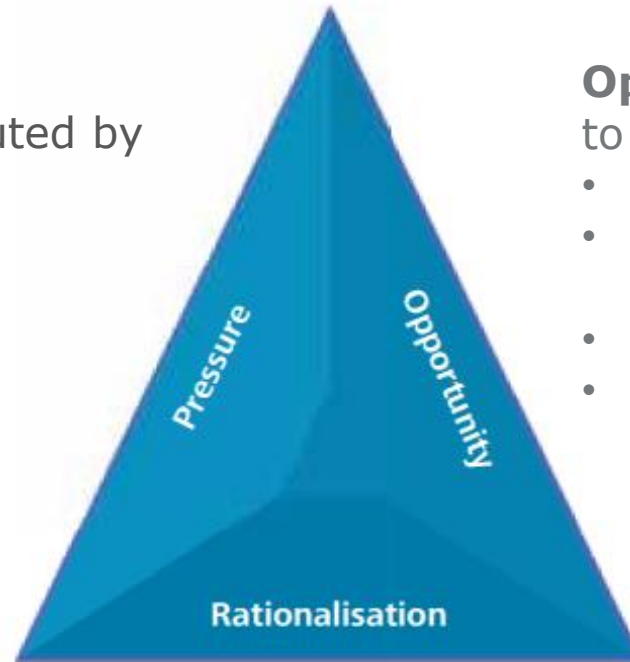 Op
to
uted by
•
•
•
•
Pressure
Opportunity
Rationalisation